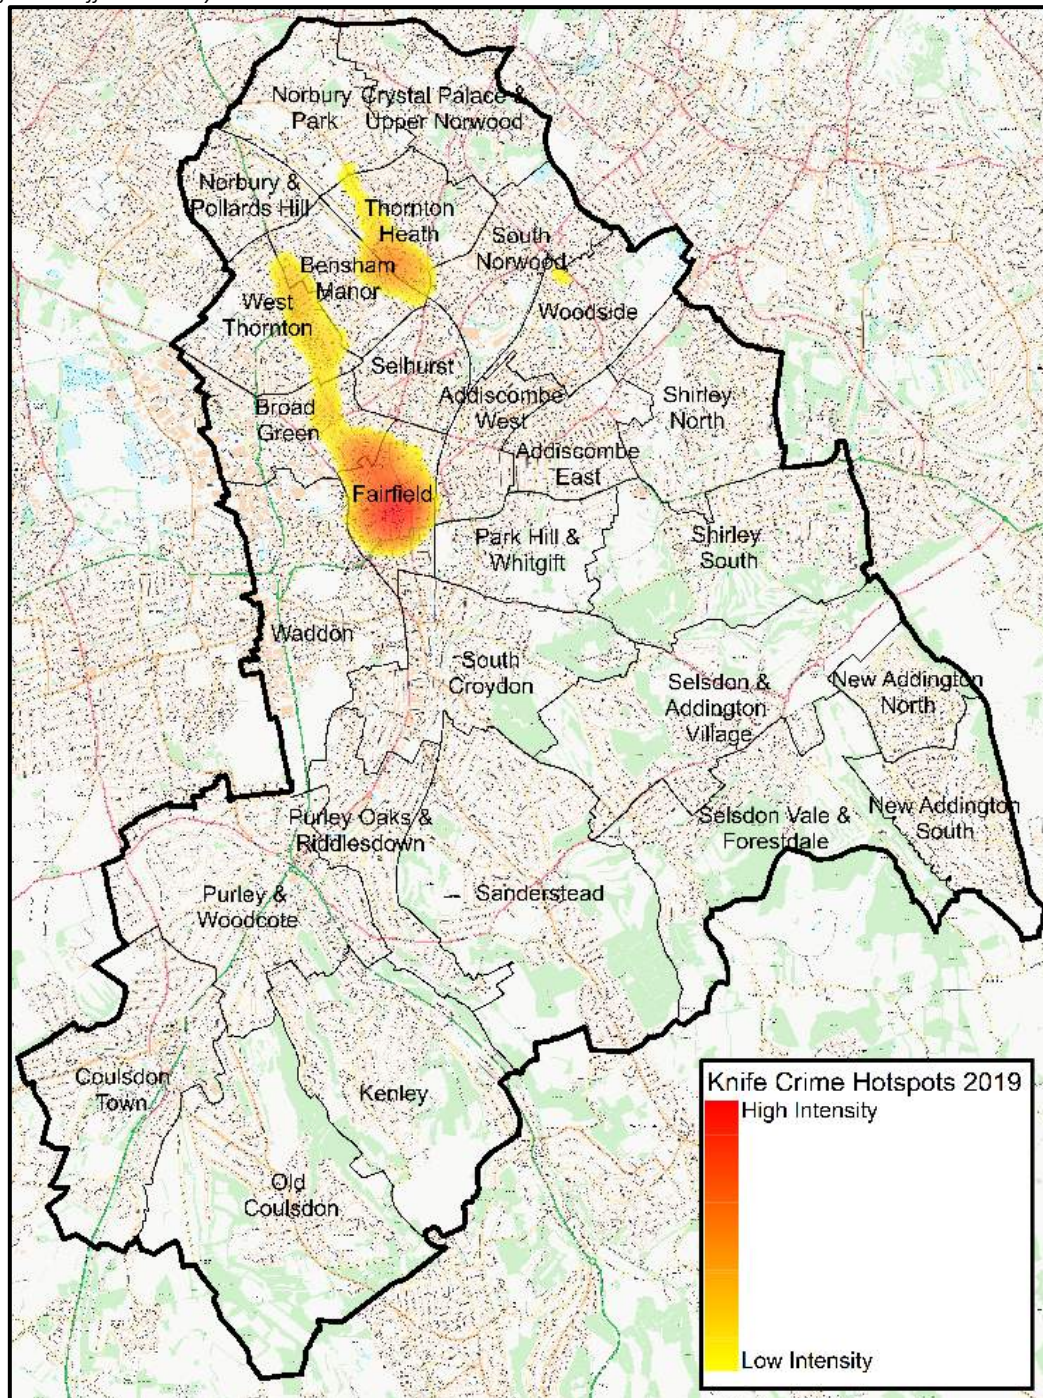 Norbury
Park
Crystal Palace &
Upper Norwood
Norbury &
Pollards Hill
Thornton
Heath
South
Norwood
Bensham
Manor
West
Thornton
Woodside
Selhurst
Broad
Green
Addiscombe
West
Shirley
North
Addiscombe
East
Fairfield
Park Hill &
Whitgift
Shirley
South
Waddon
South
Croydon
Selsdon &
Addington
Village
New Addington
North
Purley Oaks &
Riddlesdown
Selsdon Vale &
Forestdale
New Addington
South
Purley &
Woodcote
Sanderstead
Coulsdon
Town
Kenley
Old
Coulsdon
Knife Crime Hotspots 2019
High Intensity
Low Intensity